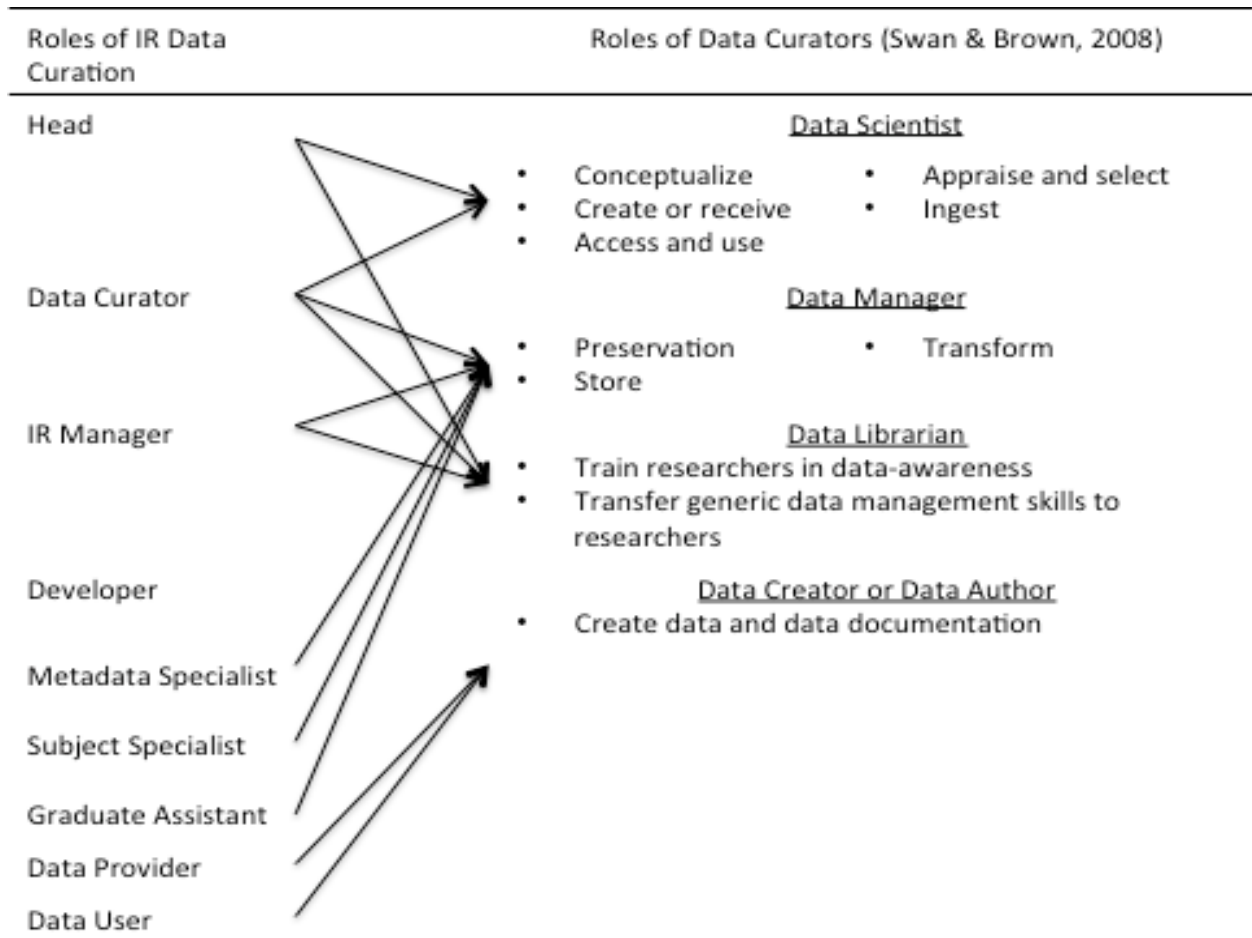 Roles of IR Data
Curation
Roles of Data Curators (Swan & Brown, 2008)
Head
Data Scientist
• Conceptualize
• Appraise and select
• Create or receive
• Ingest
• Access and use
Data Curator
Data Manager
• Preservation
• Transform
• Store
IR Manager
Data Librarian
• Train researchers in data-awareness
• Transfer generic data management skills to
researchers
Developer
Data Creator or Data Author
• Create data and data documentation
Metadata Specialist
Subject Specialist
Graduate Assistant
Data Provider
Data User